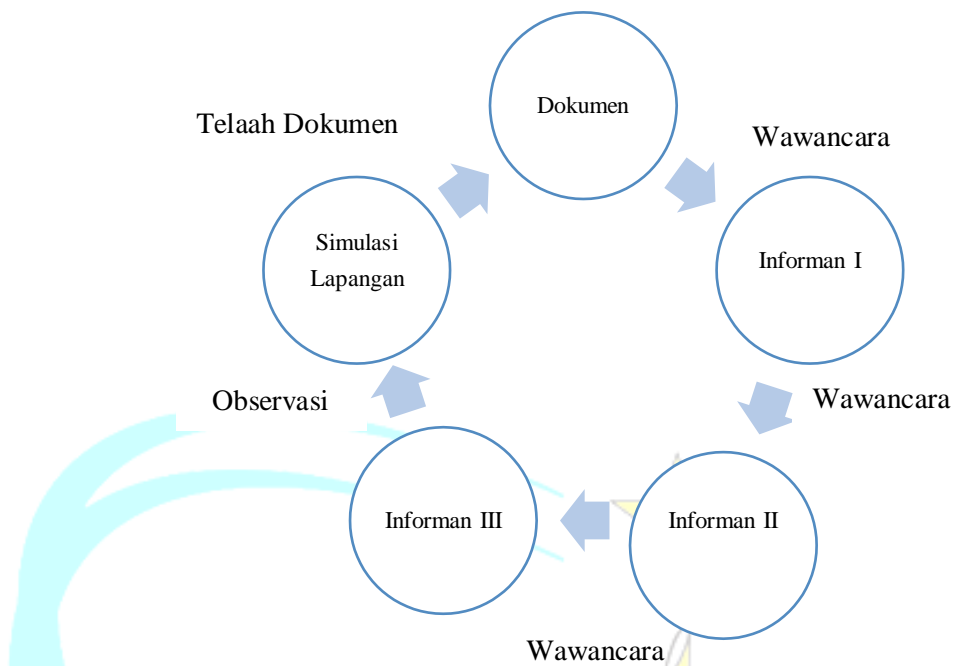 Dokumen
Telaah Dokumen
Wawancara
Simulasi
Lapangan
Informan I
Observasi
Wawancara
Informan III
Informan II
Wawancara